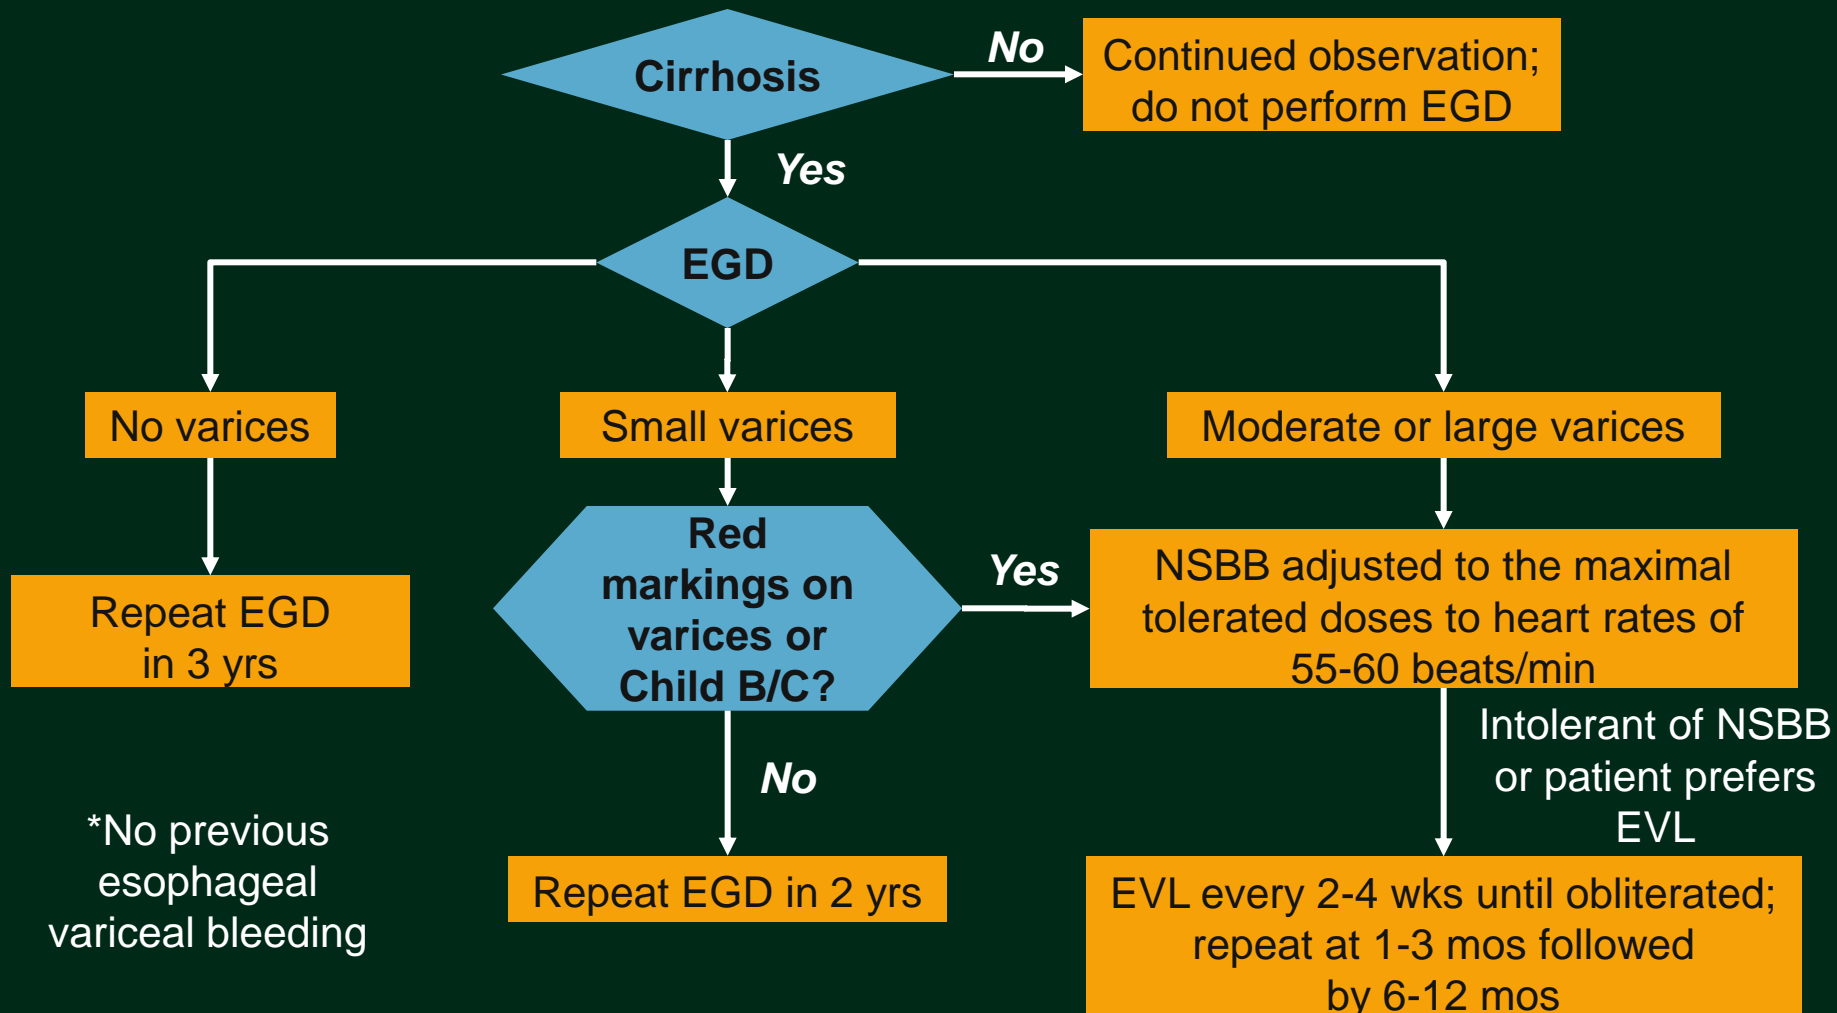 Cirrhosis
No
Continued observation;
do not perform EGD
Yes
EGD
No varices
Small varices
Moderate or large varices
Repeat EGD
in 3 yrs
Red
markings on
varices or
Child B/C?
Yes
NSBB adjusted to the maximal
tolerated doses to heart rates of
55-60 beats/min
No
Intolerant of NSBB
or patient prefers
EVL
*No previous
esophageal
variceal bleeding
Repeat EGD in 2 yrs
EVL every 2-4 wks until obliterated;
repeat at 1-3 mos followed
by 6-12 mos